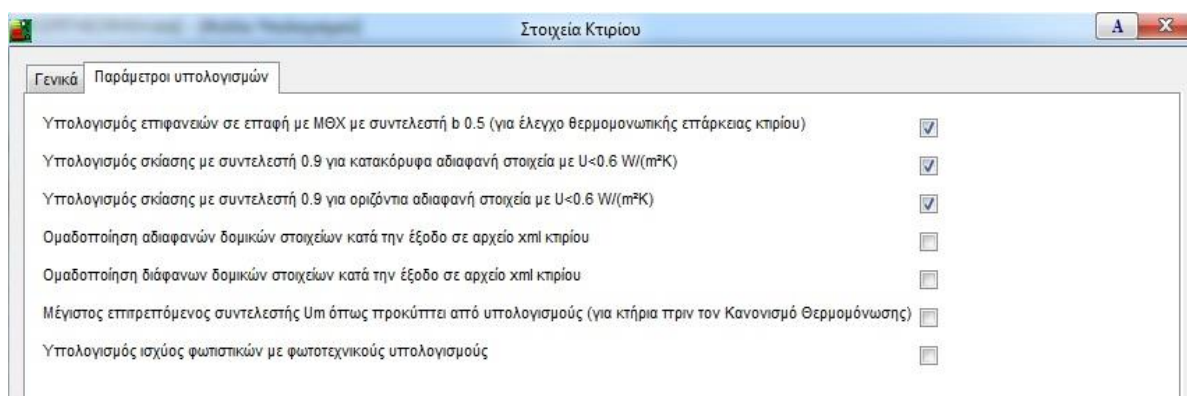 Στοιχεία Κτιρίου
A X
Γενικά Παράμετροι υπολογισμών
Υπολογισμός επιφανειών σε επαφή με ΜΘΧ με συντελεστή b 0.5 (για έλεγχο θερμομονωτικής επάρκειας κτιρίου)
Υπολογισμός σκίασης με συντελεστή 0.9 για κατακόρυφα αδιαφανή στοιχεία με U<0.6 W/(m²K)
Υπολογισμός σκίασης με συντελεστή 0.9 για οριζόντια αδιαφανή στοιχεία με U<0.6 W/(m²K)
Ομαδοποίηση αδιαφανών δομικών στοιχείων κατά την έξοδο σε αρχείο xml κτιρίου
Ομαδοποίηση διάφανων δομικών στοιχείων κατά την έξοδο σε αρχείο xml κτιρίου
Μέγιστος επιτρεπτόμενος συντελεστής Um όπως προκύπτει από υπολογισμούς (για κτήρια πριν τον Κανονισμό Θερμομόνωσης)
Υπολογισμός ισχύος φωτιστικών με φωτοτεχνικούς υπολογισμούς